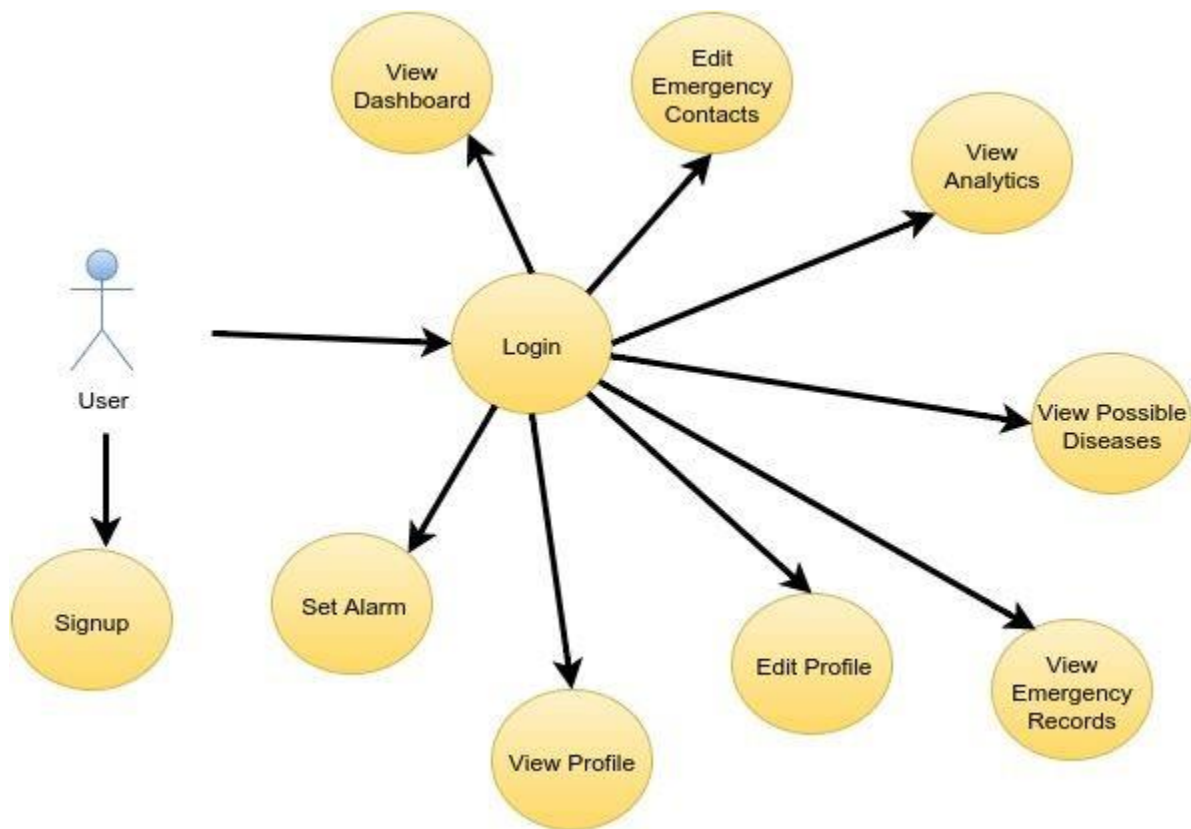 View
Dashboard
Edit
Emergency
Contacts
View
Analytics
Login
User
View Possible
Diseases
Set Alarm
Signup
Edit Profile
View
Emergency
Records
View Profile